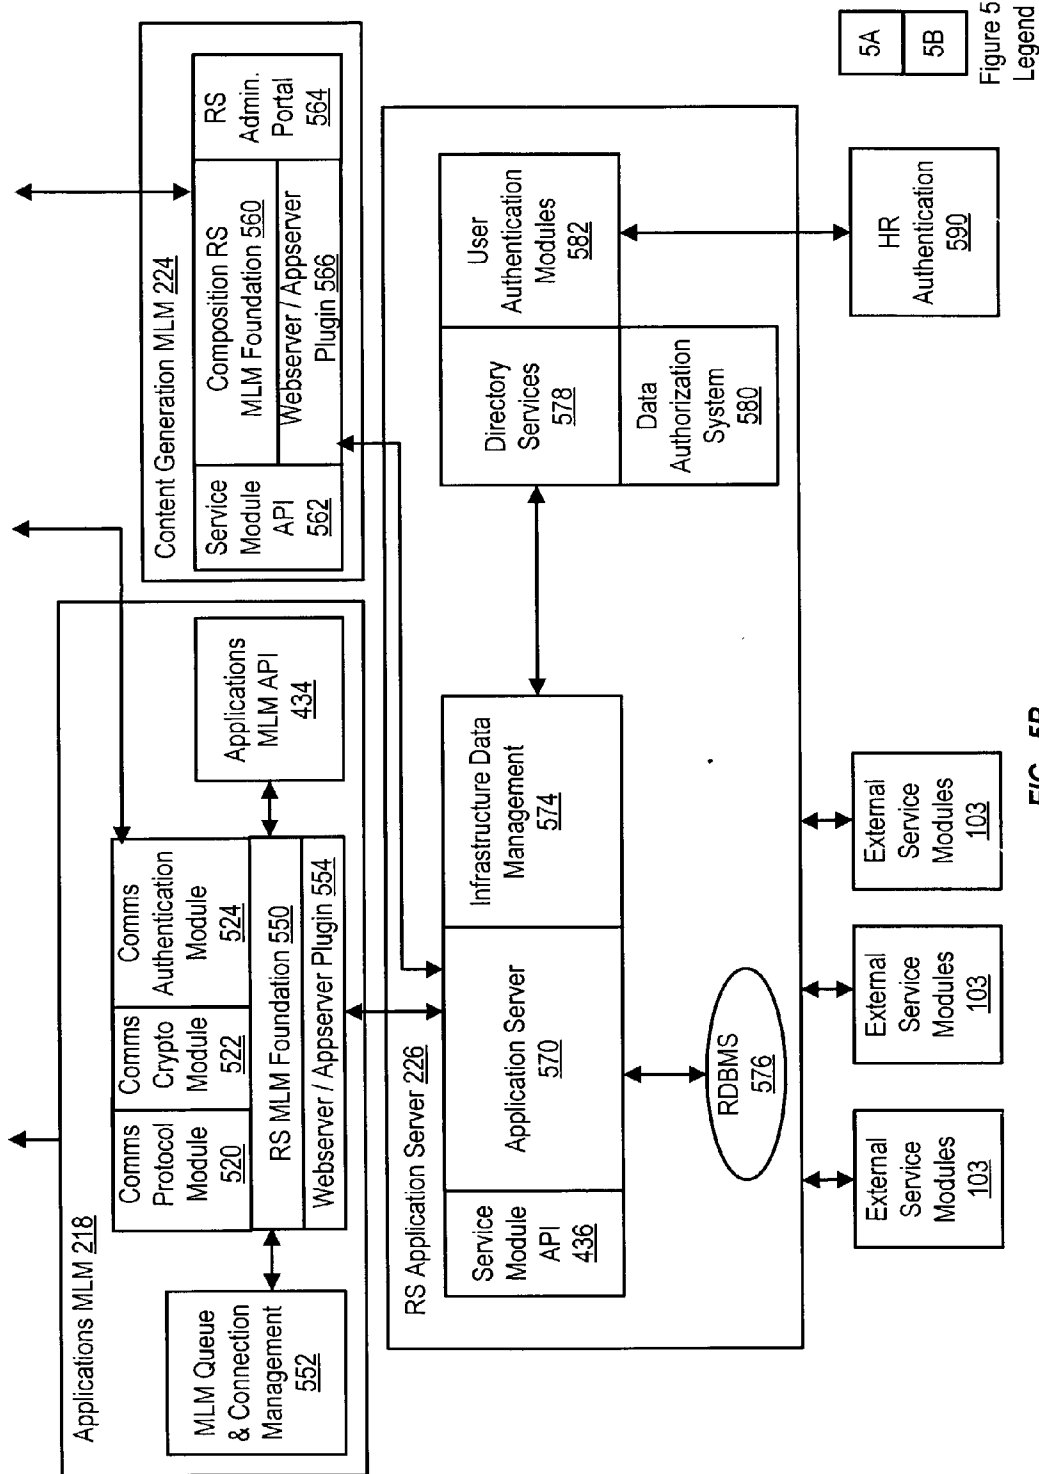 Applications MLM 218
MLM Queue
& Connection
Management
552
Comms
Protocol
Module
520
Comms
Crypto
Module
522
Comms
Authentication
Module
524
RS MLM Foundation 550
Webserver / Appserver Plugin 554
Applications
MLM API
434
Content Generation MLM 224
Service
Module
API
562
Composition RS
MLM Foundation 560
Webserver / Appserver
Plugin 566
RS
Admin.
Portal
564
RS Application Server 226
Service
Module
API
436
Application Server
570
Infrastructure Data
Management
574
RDBMS
576
Directory
Services
578
User
Authentication
Modules
582
Data
Authorization
System
580
External
Service
Modules
103
External
Service
Modules
103
External
Service
Modules
103
HR
Authentication
590
5A
5B
Figure 5
Legend
FIG. 5B